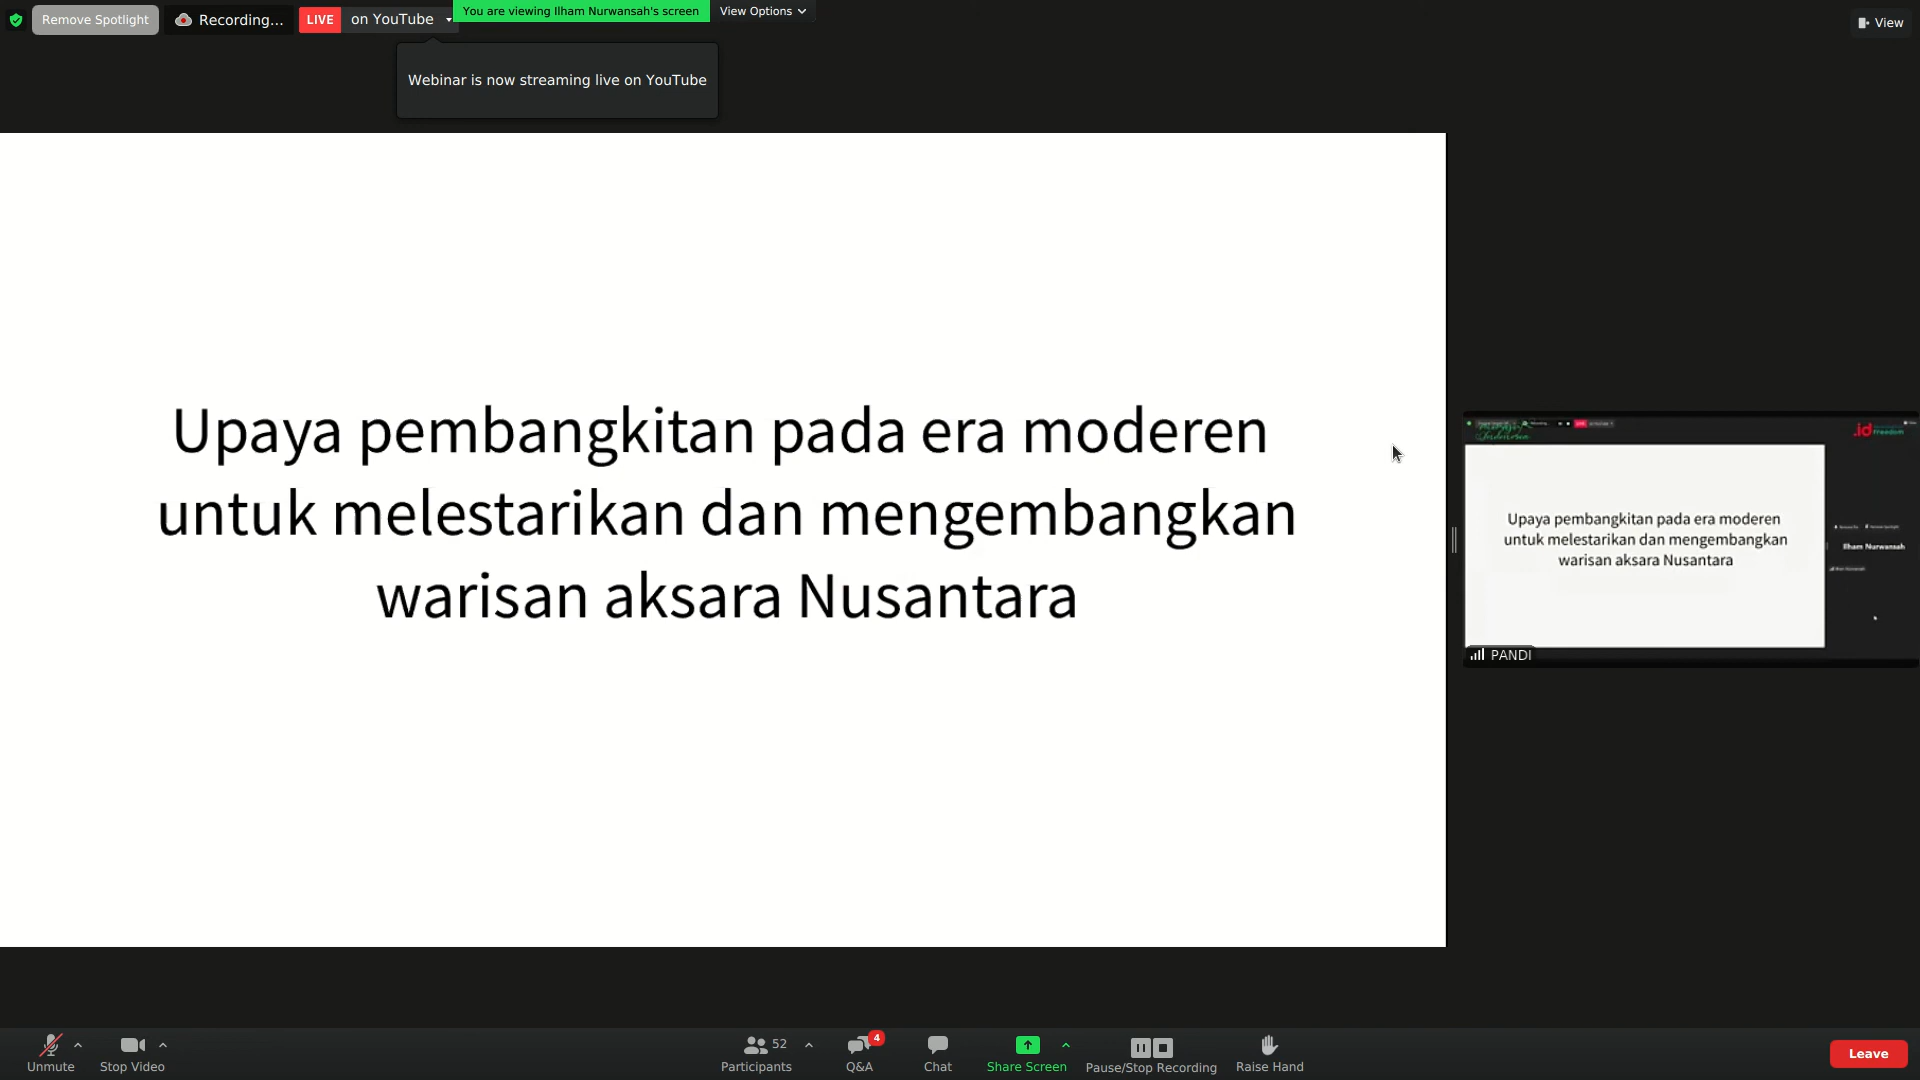 Remove Spotlight
Recording...
LIVE on YouTube
You are viewing Ilham Nurwansah's screen
View Options
View
Webinar is now streaming live on YouTube
Upaya pembangkitan pada era moderen
untuk melestarikan dan mengembangkan
warisan aksara Nusantara
.id
freedom
Upaya pembangkitan pada era moderen
untuk melestarikan dan mengembangkan
warisan aksara Nusantara
Ilham Nurwansah
PANDI
Unmute
Stop Video
52
Participants
4
Q&A
Chat
Share Screen
Pause/Stop Recording
Raise Hand
Leave